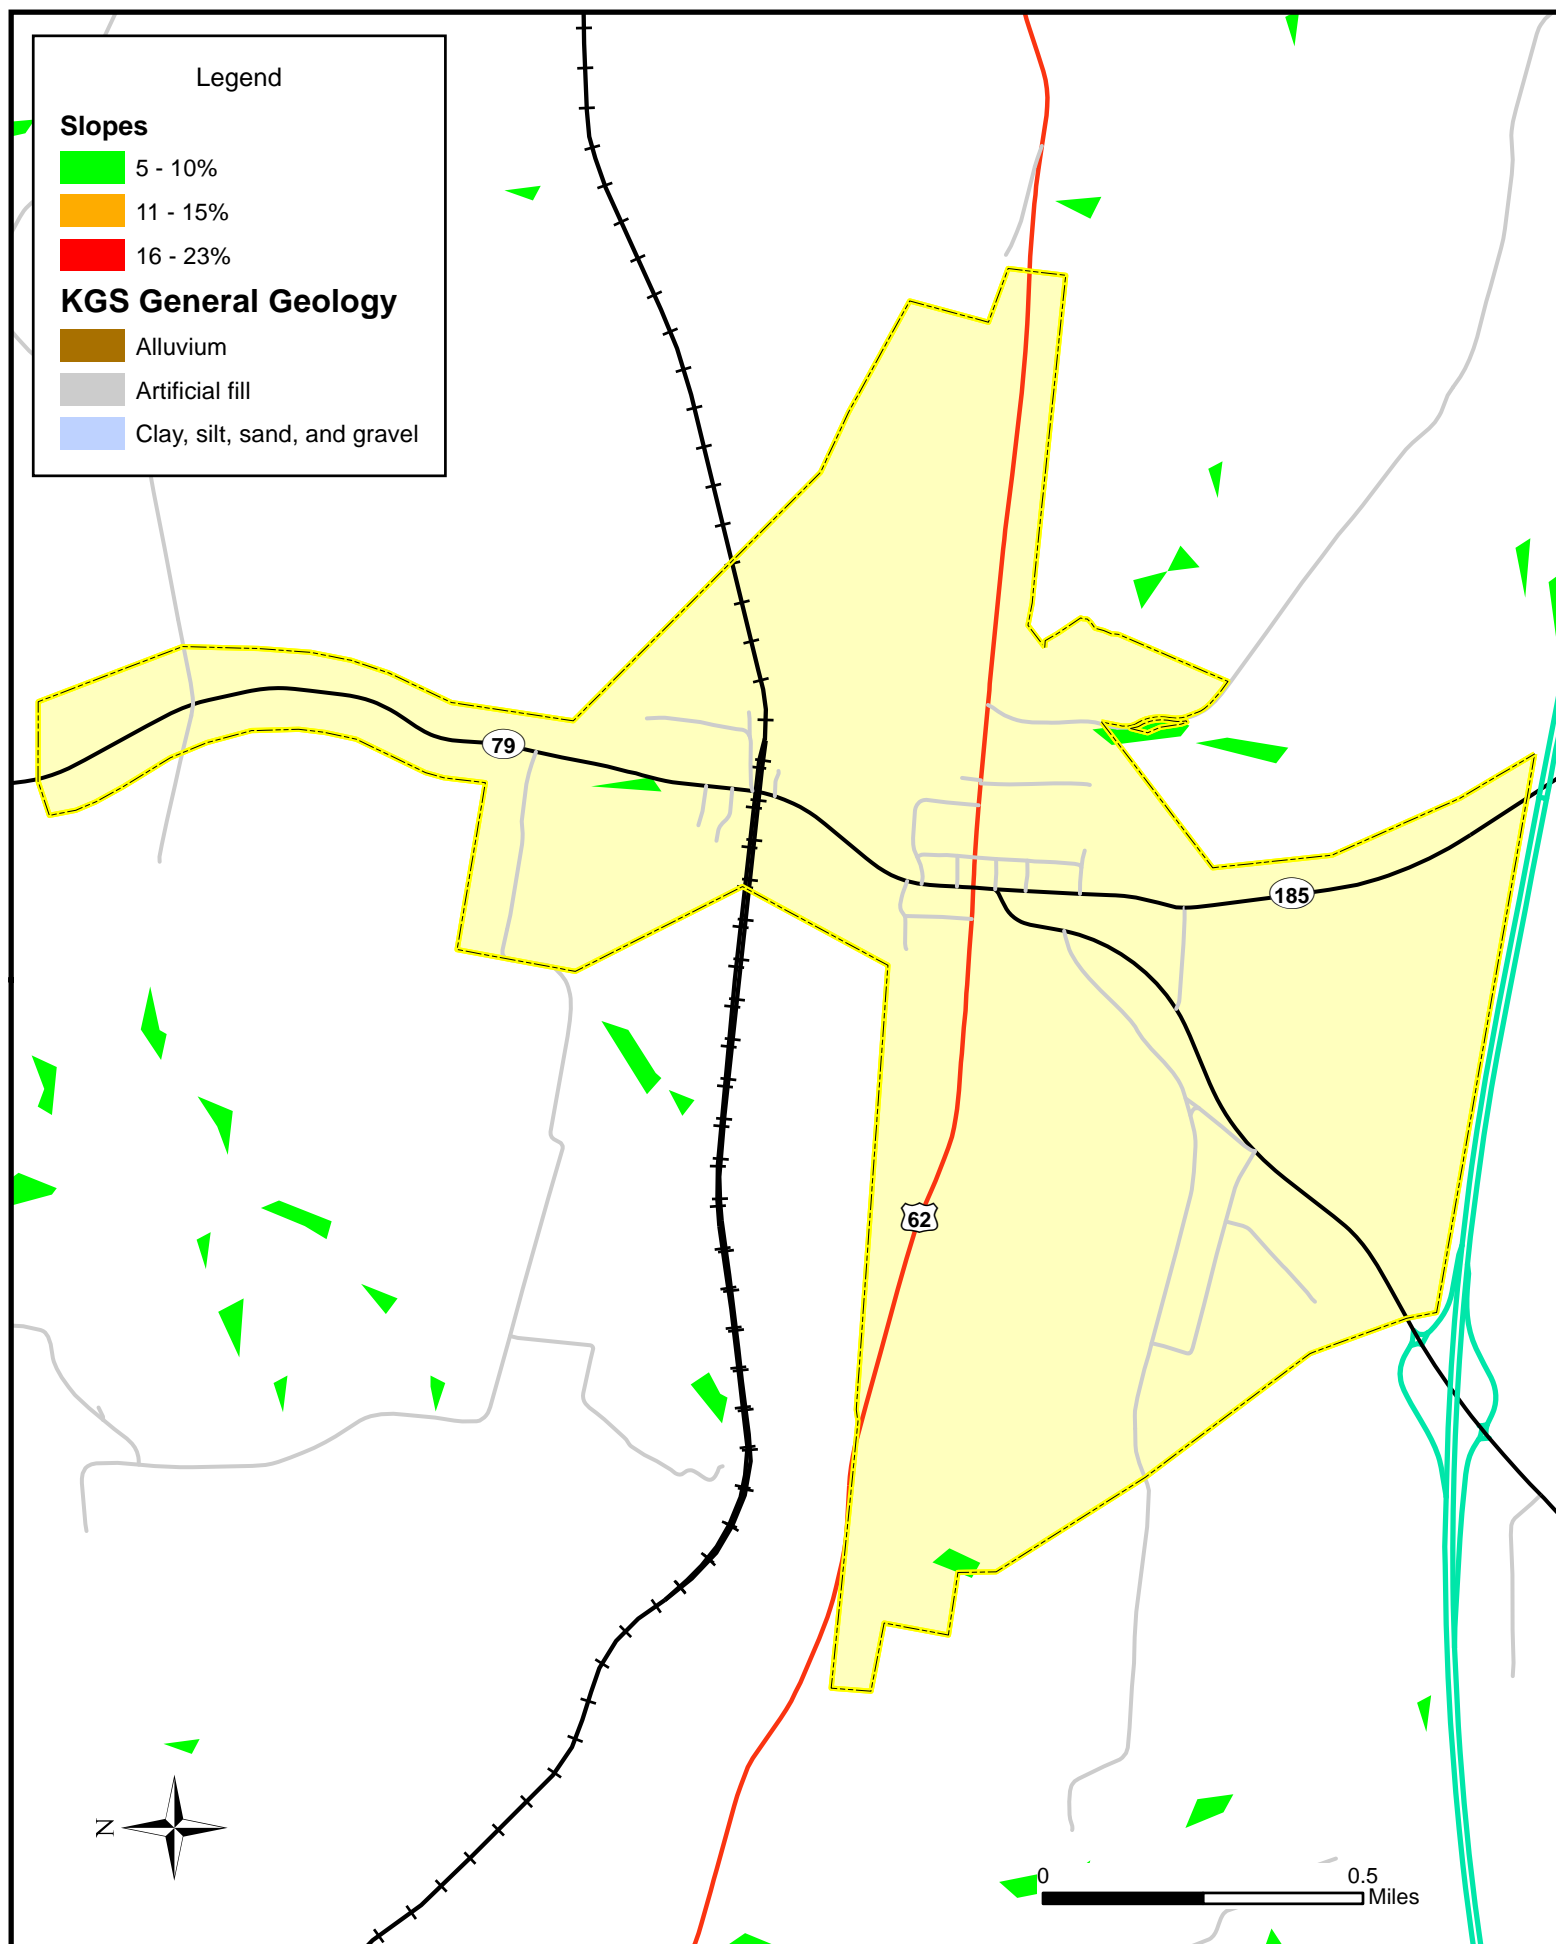 Legend
Slopes
5 - 10%
11 - 15%
16 - 23%
KGS General Geology
Alluvium
Artificial fill
Clay, silt, sand, and gravel
79
185
62
N
0 0.5
Miles